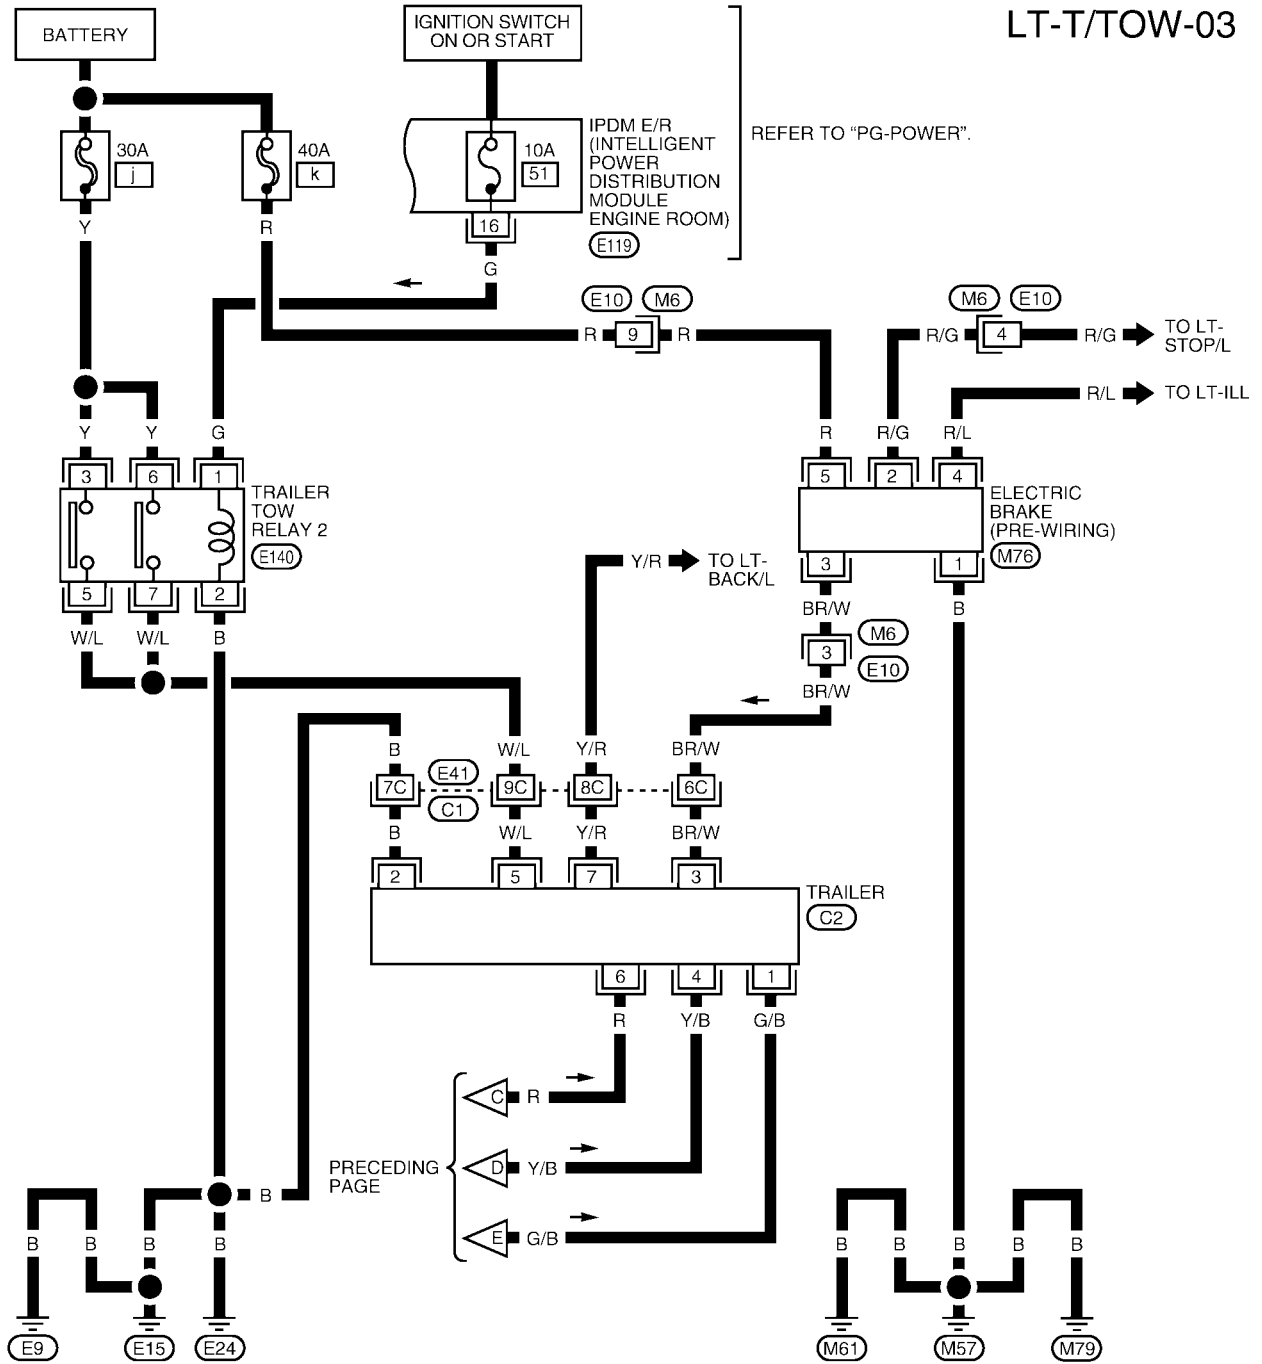 LT-T/TOW-03
BATTERY
IGNITION SWITCH
ON OR START
30A
j
40A
k
10A
51
IPDM E/R
(INTELLIGENT
POWER
DISTRIBUTION
MODULE
ENGINE ROOM)
E119
REFER TO “PG-POWER”.
16
Y
R
G
E10
M6
R
9
R
M6
E10
R/G
4
R/G
TO LT-
STOP/L
R/L
TO LT-ILL
Y
Y
G
R
R/G
R/L
3
6
1
5
2
4
TRAILER
TOW
RELAY 2
E140
ELECTRIC
BRAKE
(PRE-WIRING)
M76
Y/R
TO LT-
BACK/L
5
7
2
3
1
W/L
W/L
B
BR/W
B
3
M6
E10
BR/W
B
W/L
Y/R
BR/W
7C
E41
C1
9C
8C
6C
B
W/L
Y/R
BR/W
2
5
7
3
TRAILER
C2
6
4
1
R
Y/B
G/B
PRECEDING
PAGE
C
R
D
Y/B
E
G/B
B
B
B
B
B
B
B
B
B
B
E9
E15
E24
M61
M57
M79